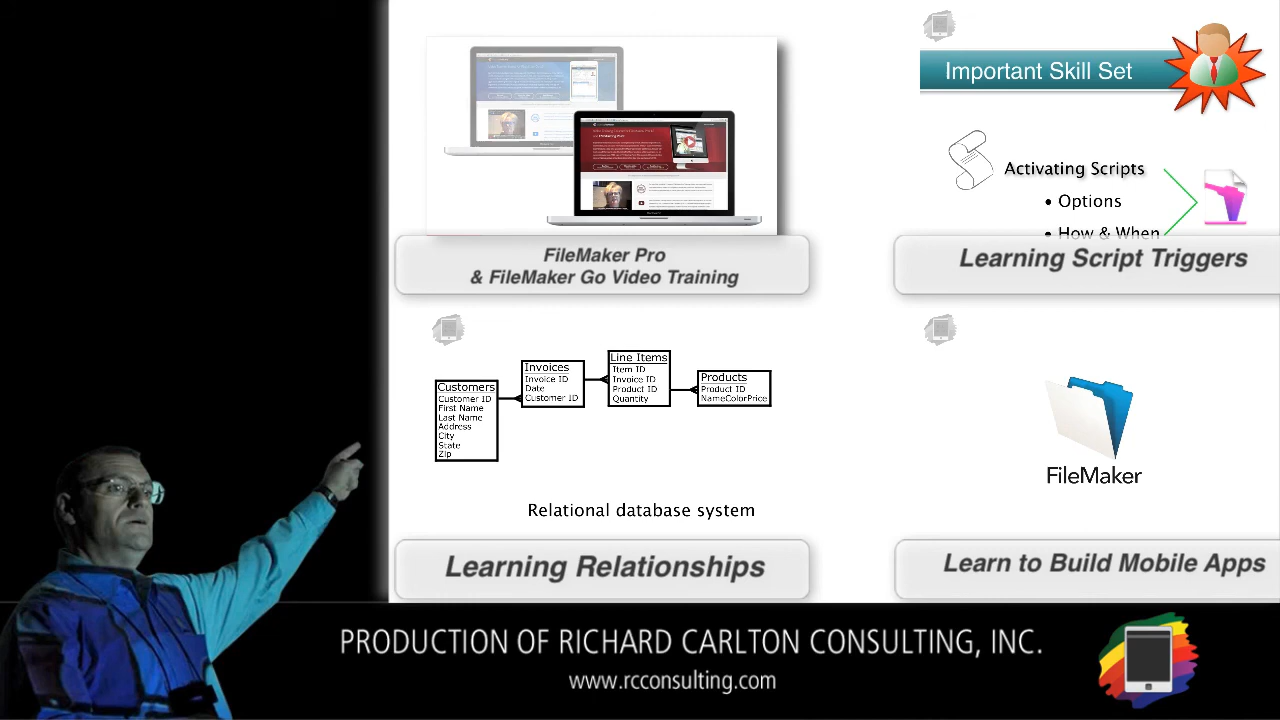 FileMaker Pro
& FileMaker Go Video Training
Important Skill Set
Activating Scripts
• Options
• How & When
Learning Script Triggers
Customers
Customer ID
First Name
Last Name
Address
City
State
Zip
Invoices
Invoice ID
Date
Customer ID
Line Items
Item ID
Invoice ID
Product ID
Quantity
Products
Product ID
NameColorPrice
Relational database system
Learning Relationships
FileMaker
Learn to Build Mobile Apps
PRODUCTION OF RICHARD CARLTON CONSULTING, INC.
www.rcconsulting.com